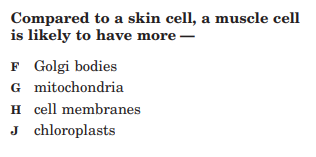 Compared to a skin cell, a muscle cell
is likely to have more —
F Golgi bodies
G mitochondria
H cell membranes
J chloroplasts